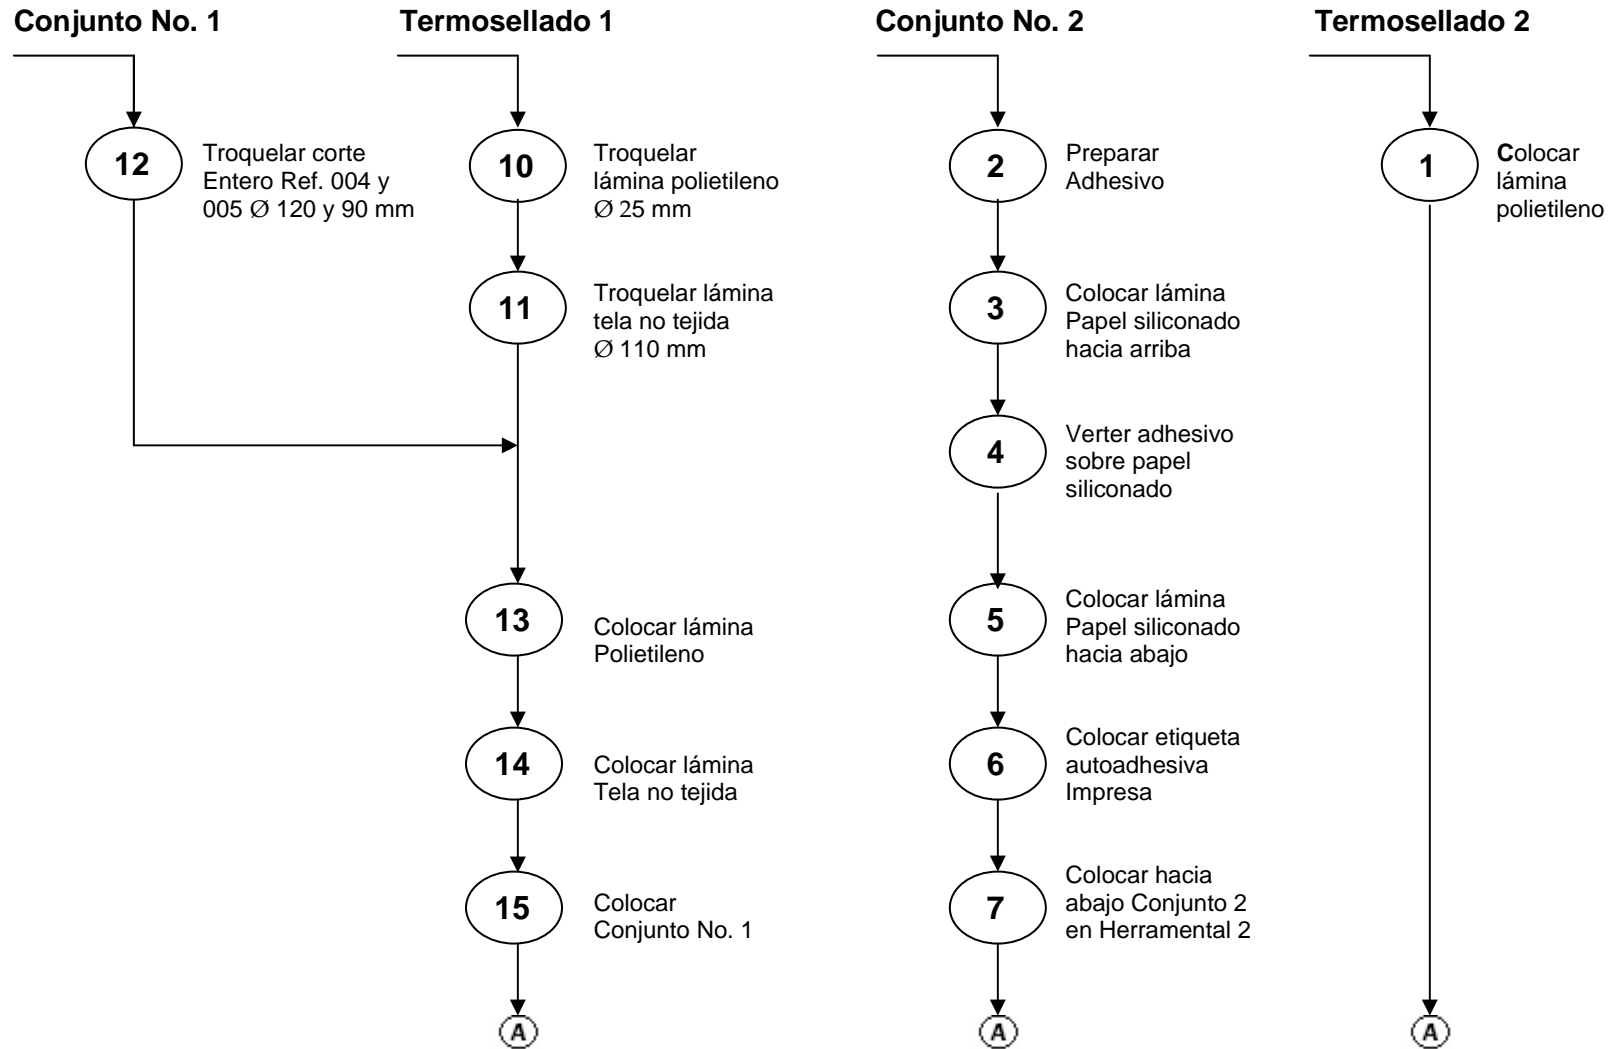 Conjunto No. 1
12
Troquelar corte
Entero Ref. 004 y
005 Ø 120 y 90 mm
Termosellado 1
10
Troquelar
lámina polietileno
Ø 25 mm
11
Troquelar lámina
tela no tejida
Ø 110 mm
13
Colocar lámina
Polietileno
14
Colocar lámina
Tela no tejida
15
Colocar
Conjunto No. 1
A
Conjunto No. 2
2
Preparar
Adhesivo
3
Colocar lámina
Papel siliconado
hacia arriba
4
Verter adhesivo
sobre papel
siliconado
5
Colocar lámina
Papel siliconado
hacia abajo
6
Colocar etiqueta
autoadhesiva
Impresa
7
Colocar hacia
abajo Conjunto 2
en Herramental 2
A
Termosellado 2
1
Colocar
lámina
polietileno
A